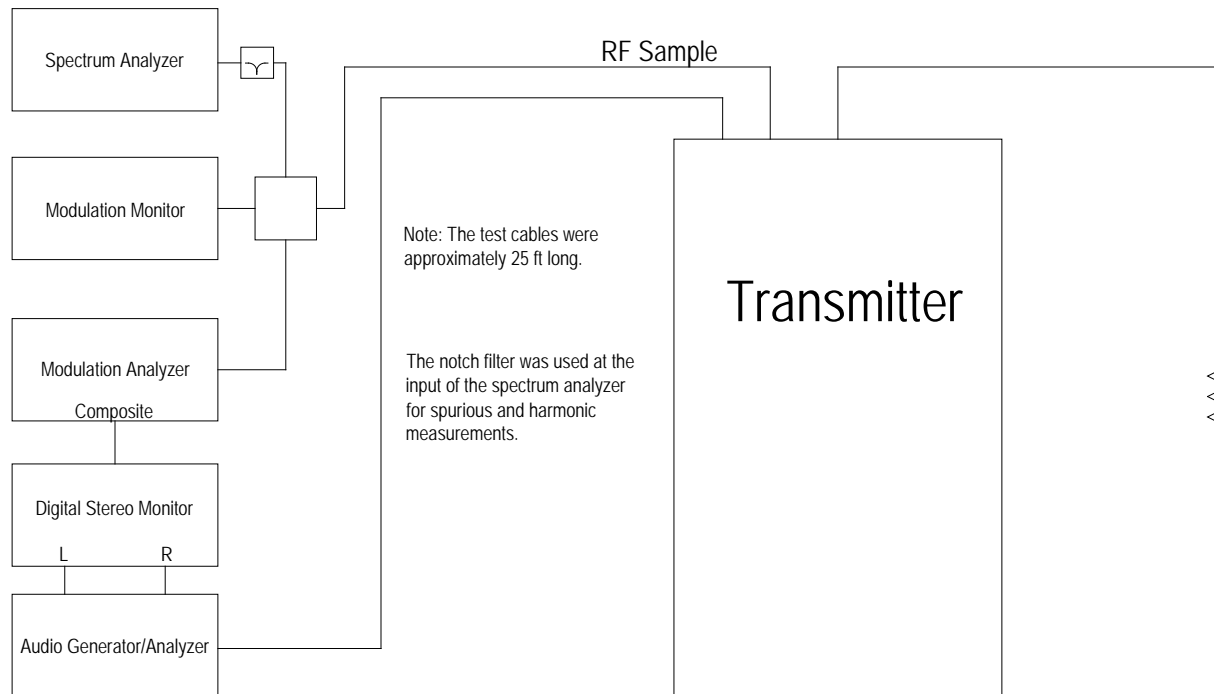 Spectrum Analyzer
RF Sample
Modulation Monitor
Note: The test cables were
approximately 25 ft long.
Transmitter
Modulation Analyzer
Composite
The notch filter was used at the
input of the spectrum analyzer
for spurious and harmonic
measurements.
<
<
<
Digital Stereo Monitor
L R
Audio Generator/Analyzer